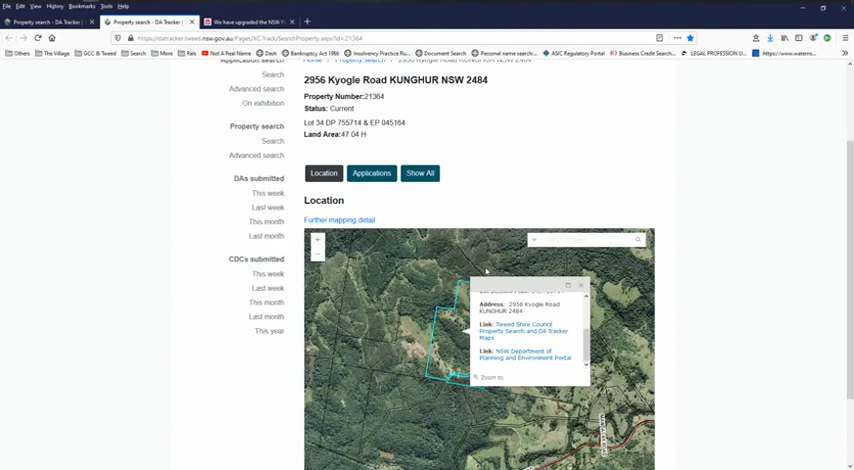 File Edit View History Bookmarks Tools Help
Property search - DA Tracker |
Property search - DA Tracker |
We have upgraded the NSW
https://datracker.tweed.nsw.gov.au/Pages/XC.Track/SearchProperty.aspx?id=21364
Others The Village GCC & Tweed Search Move Rels Not A Real Name Dash Bankruptcy Act 1966 Insolvency Practice Ru... Document Search Personal name search... ASIC Regulatory Portal Business Credit Search... LEGAL PROFESSION U... https://www.waterns... Other Bookmarks
Application search
Search
Advanced search
On exhibition
Property search
Search
Advanced search
DAs submitted
This week
Last week
This month
Last month
CDCs submitted
This week
Last week
This month
Last month
This year
Home > Property Search > 2956 Kyogle Road KUNGHUR NSW 2484
2956 Kyogle Road KUNGHUR NSW 2484
Property Number:21364
Status: Current
Lot 34 DP 755714 & EP 045164
Land Area:47.04 H
Location Applications Show All
Location
Further mapping detail
+
−
Address: 2956 Kyogle Road
KUNGHUR 2484
Link: Tweed Shire Council
Property Search and DA Tracker
Maps
Link: NSW Department of
Planning and Environment Portal
Zoom to